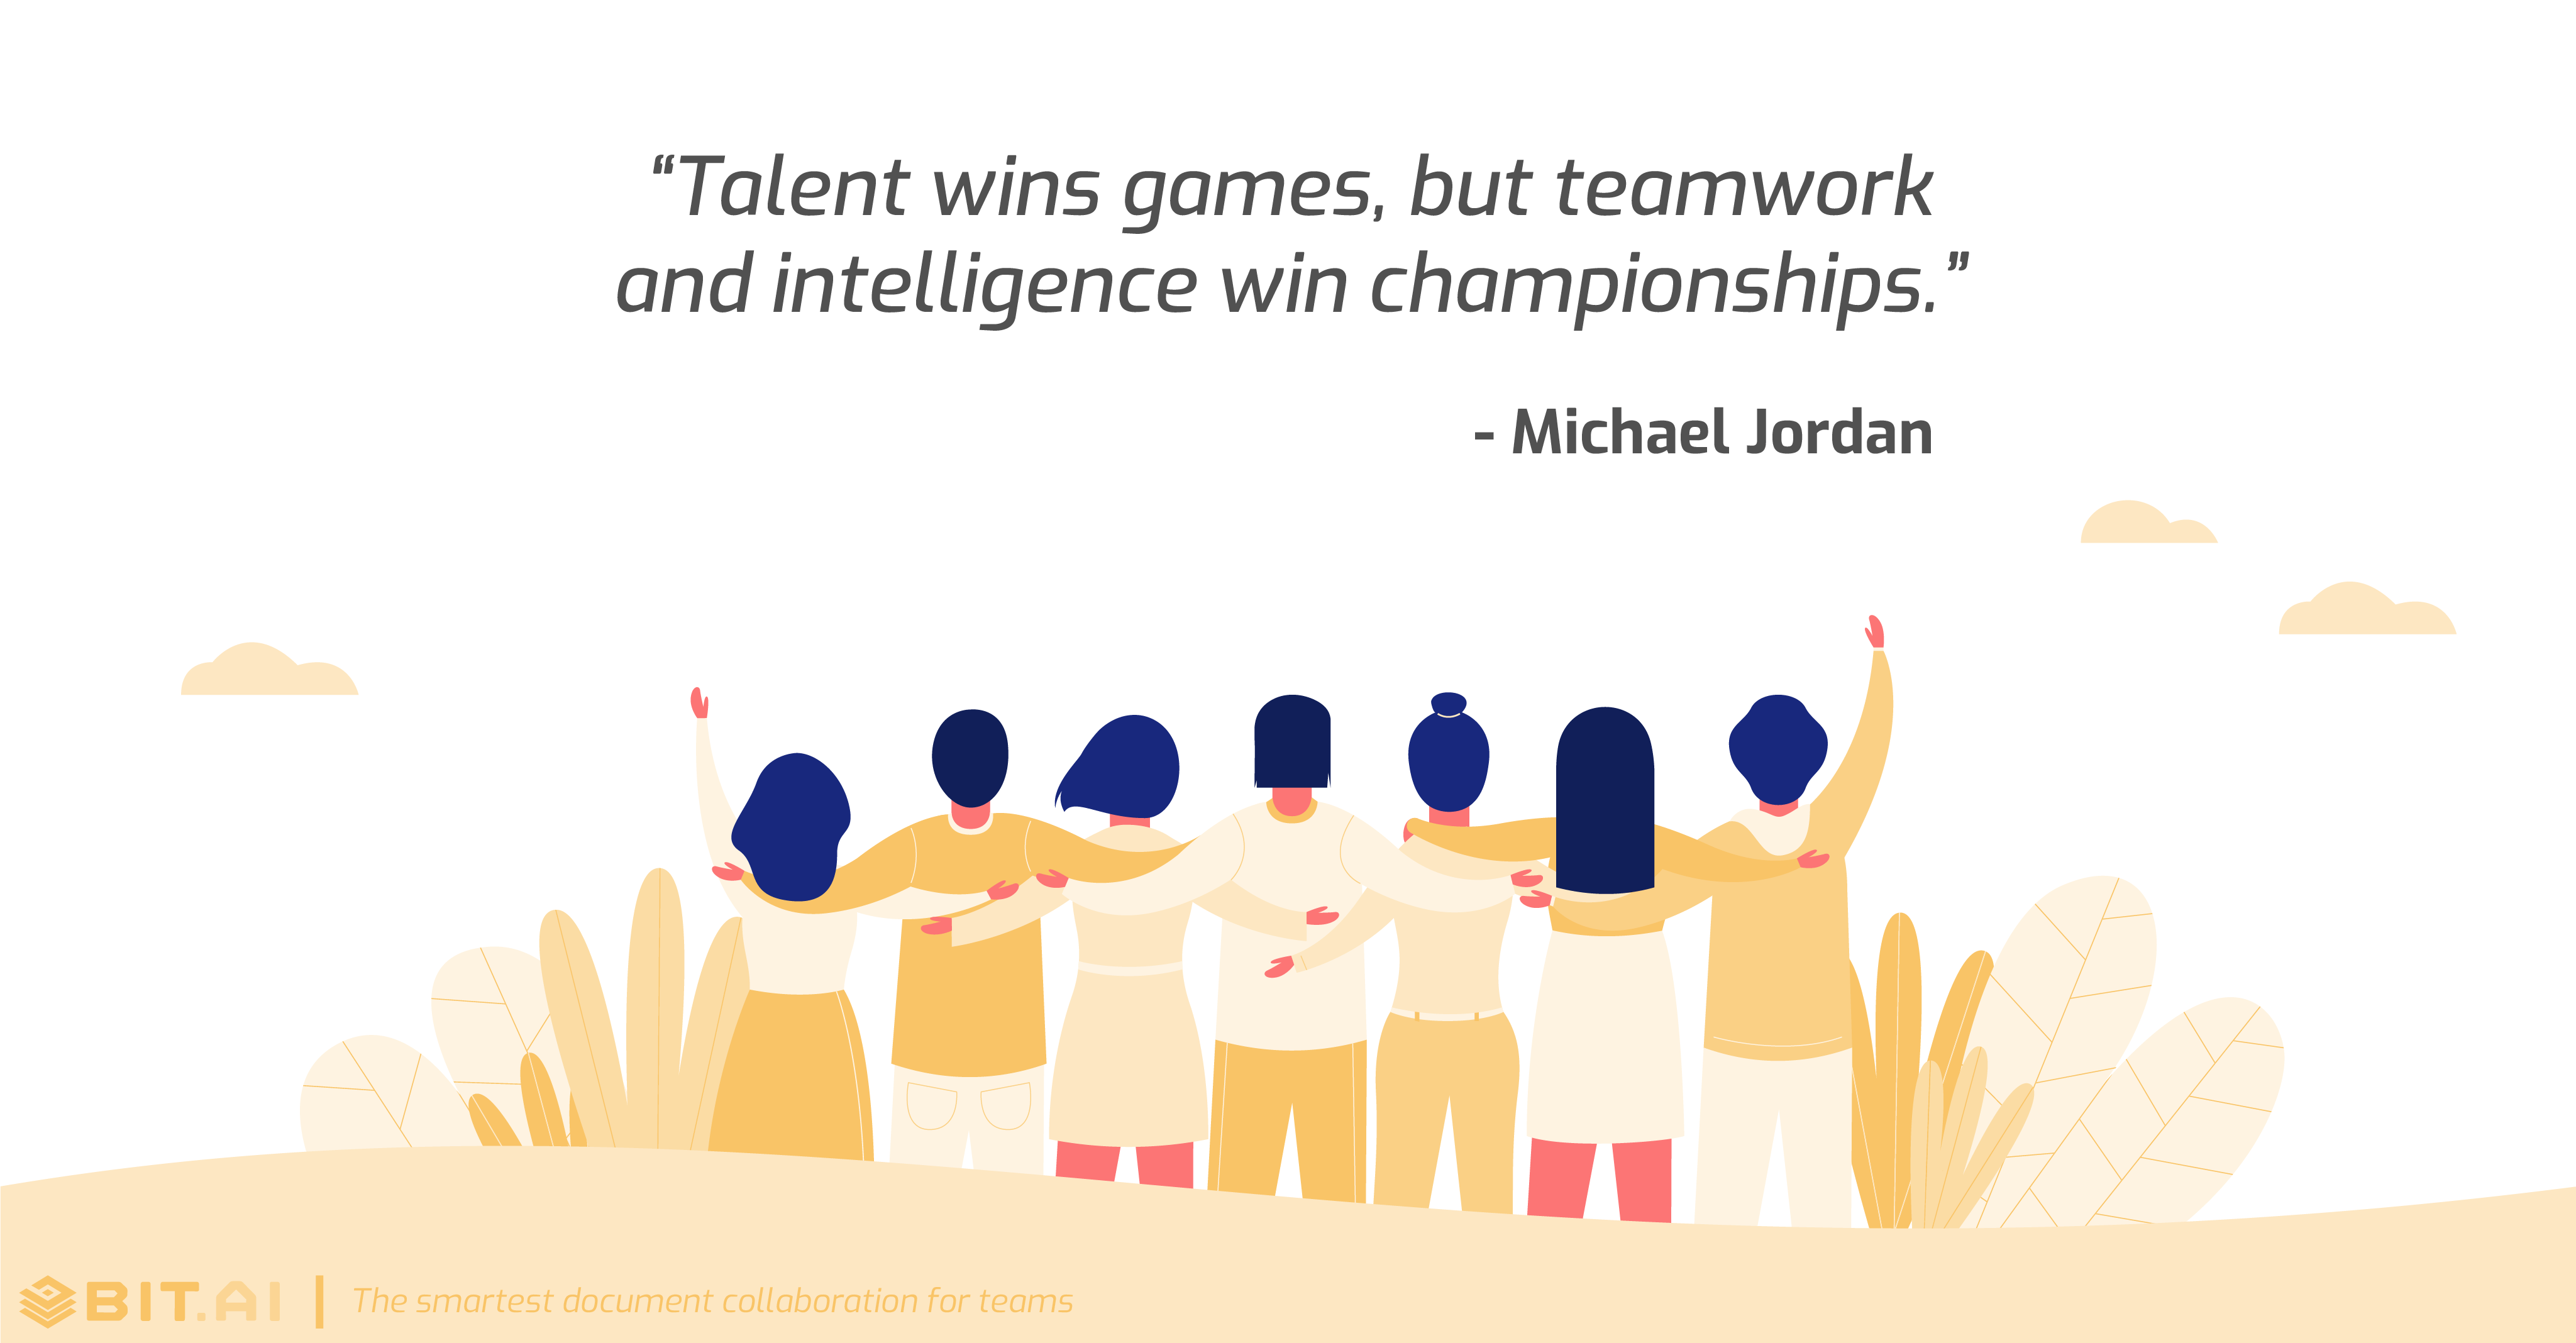 “Talent wins games, but teamwork
and intelligence win championships.”
- Michael Jordan
BIT.AI | The smartest document collaboration for teams